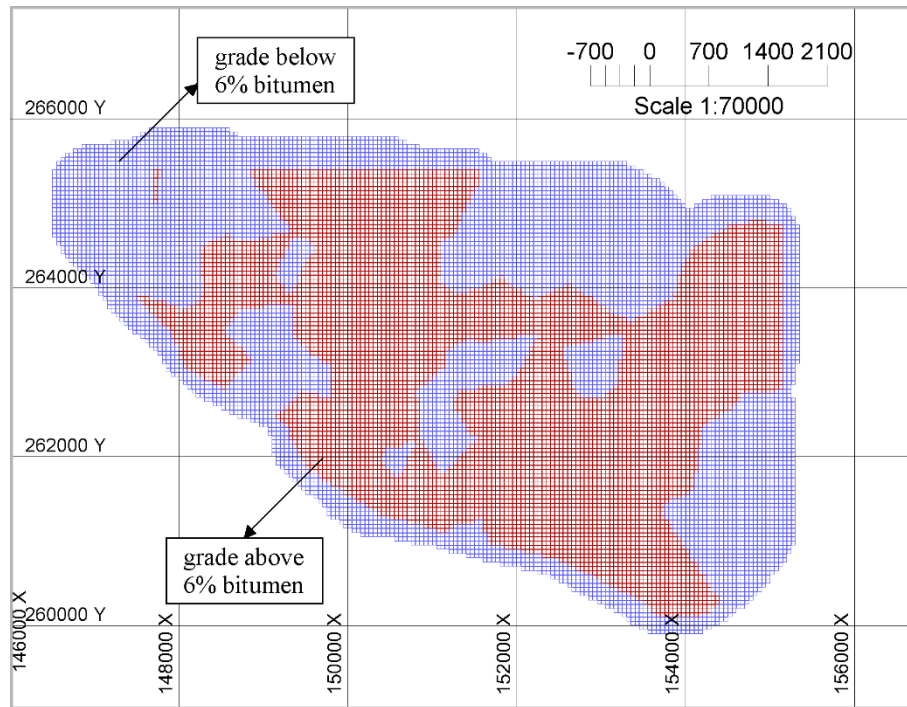 grade below
6% bitumen
-700 0 700 1400 2100
Scale 1:70000
266000 Y
264000 Y
262000 Y
grade above
6% bitumen
260000 Y
146000 X
148000 X
150000 X
152000 X
154000 X
156000 X